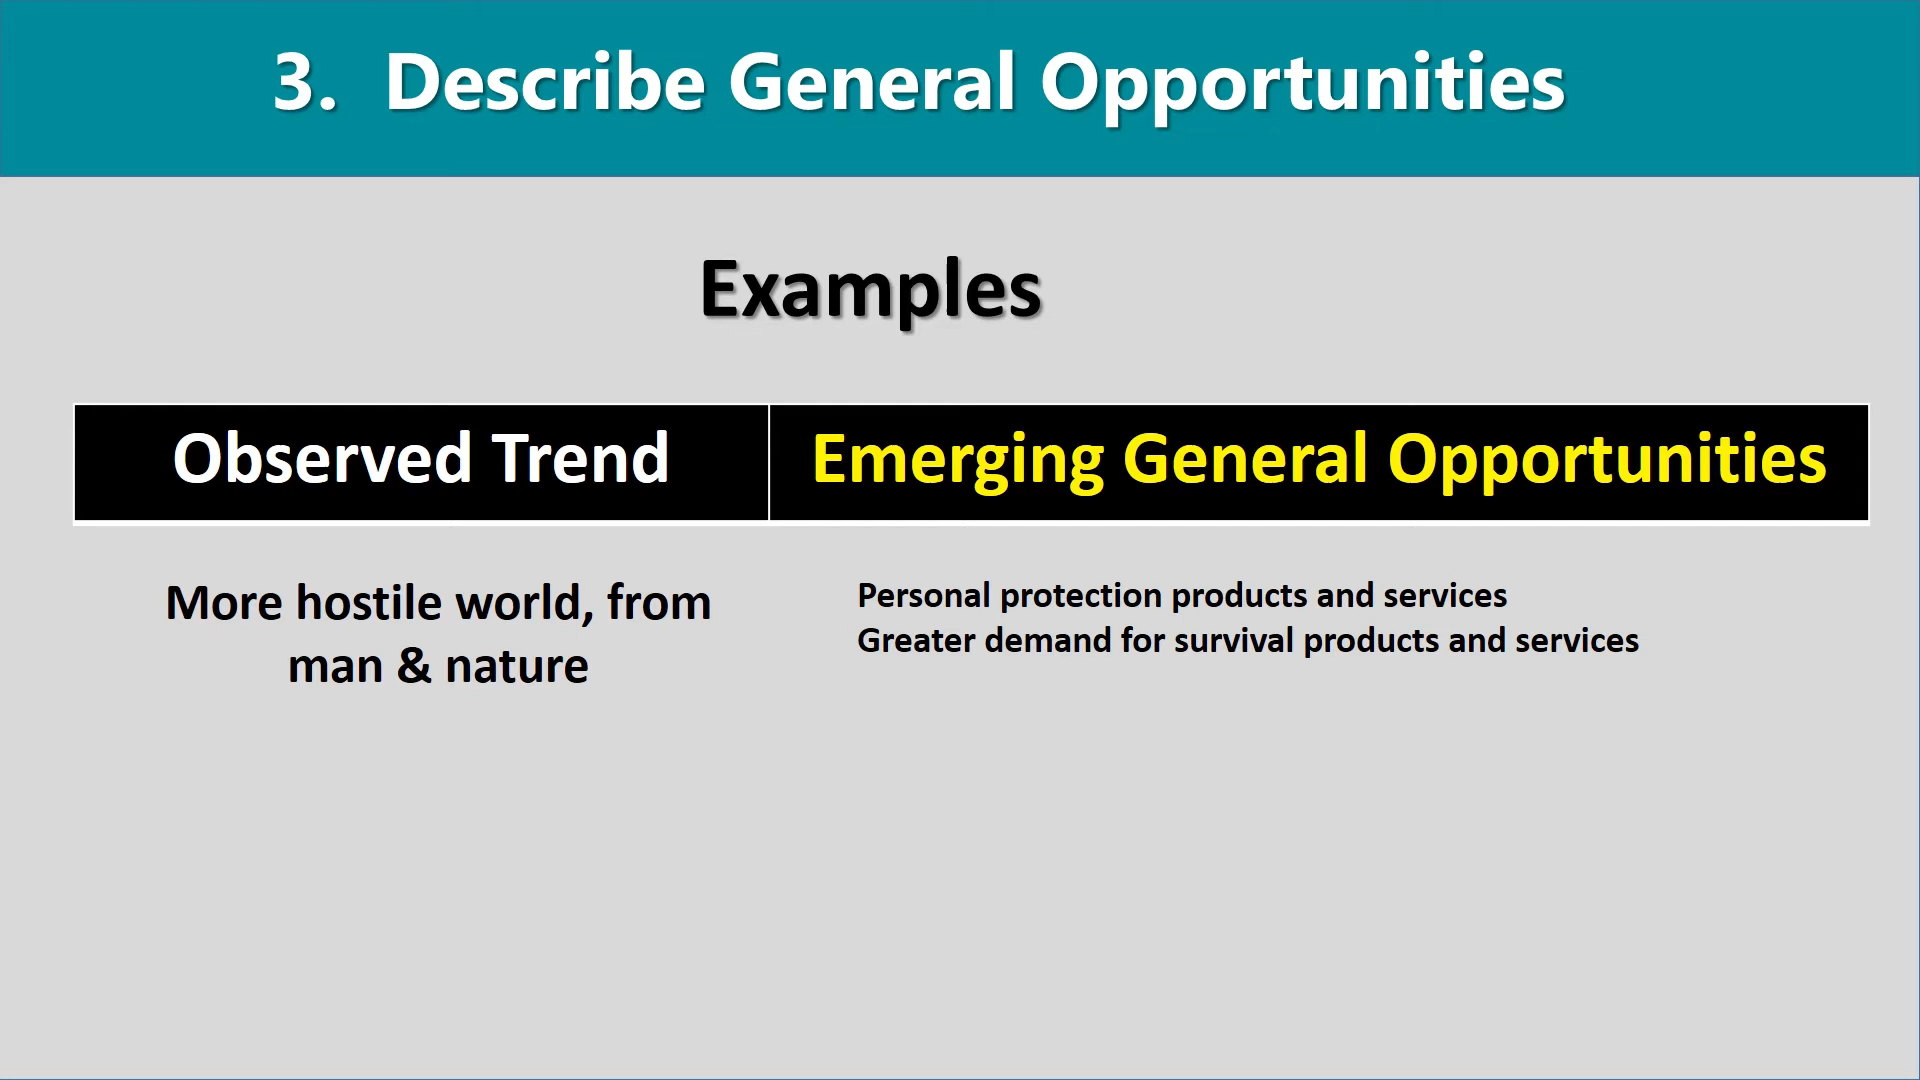 3. Describe General Opportunities
Examples
Observed Trend
Emerging General Opportunities
More hostile world, from
man & nature
Personal protection products and services
Greater demand for survival products and services